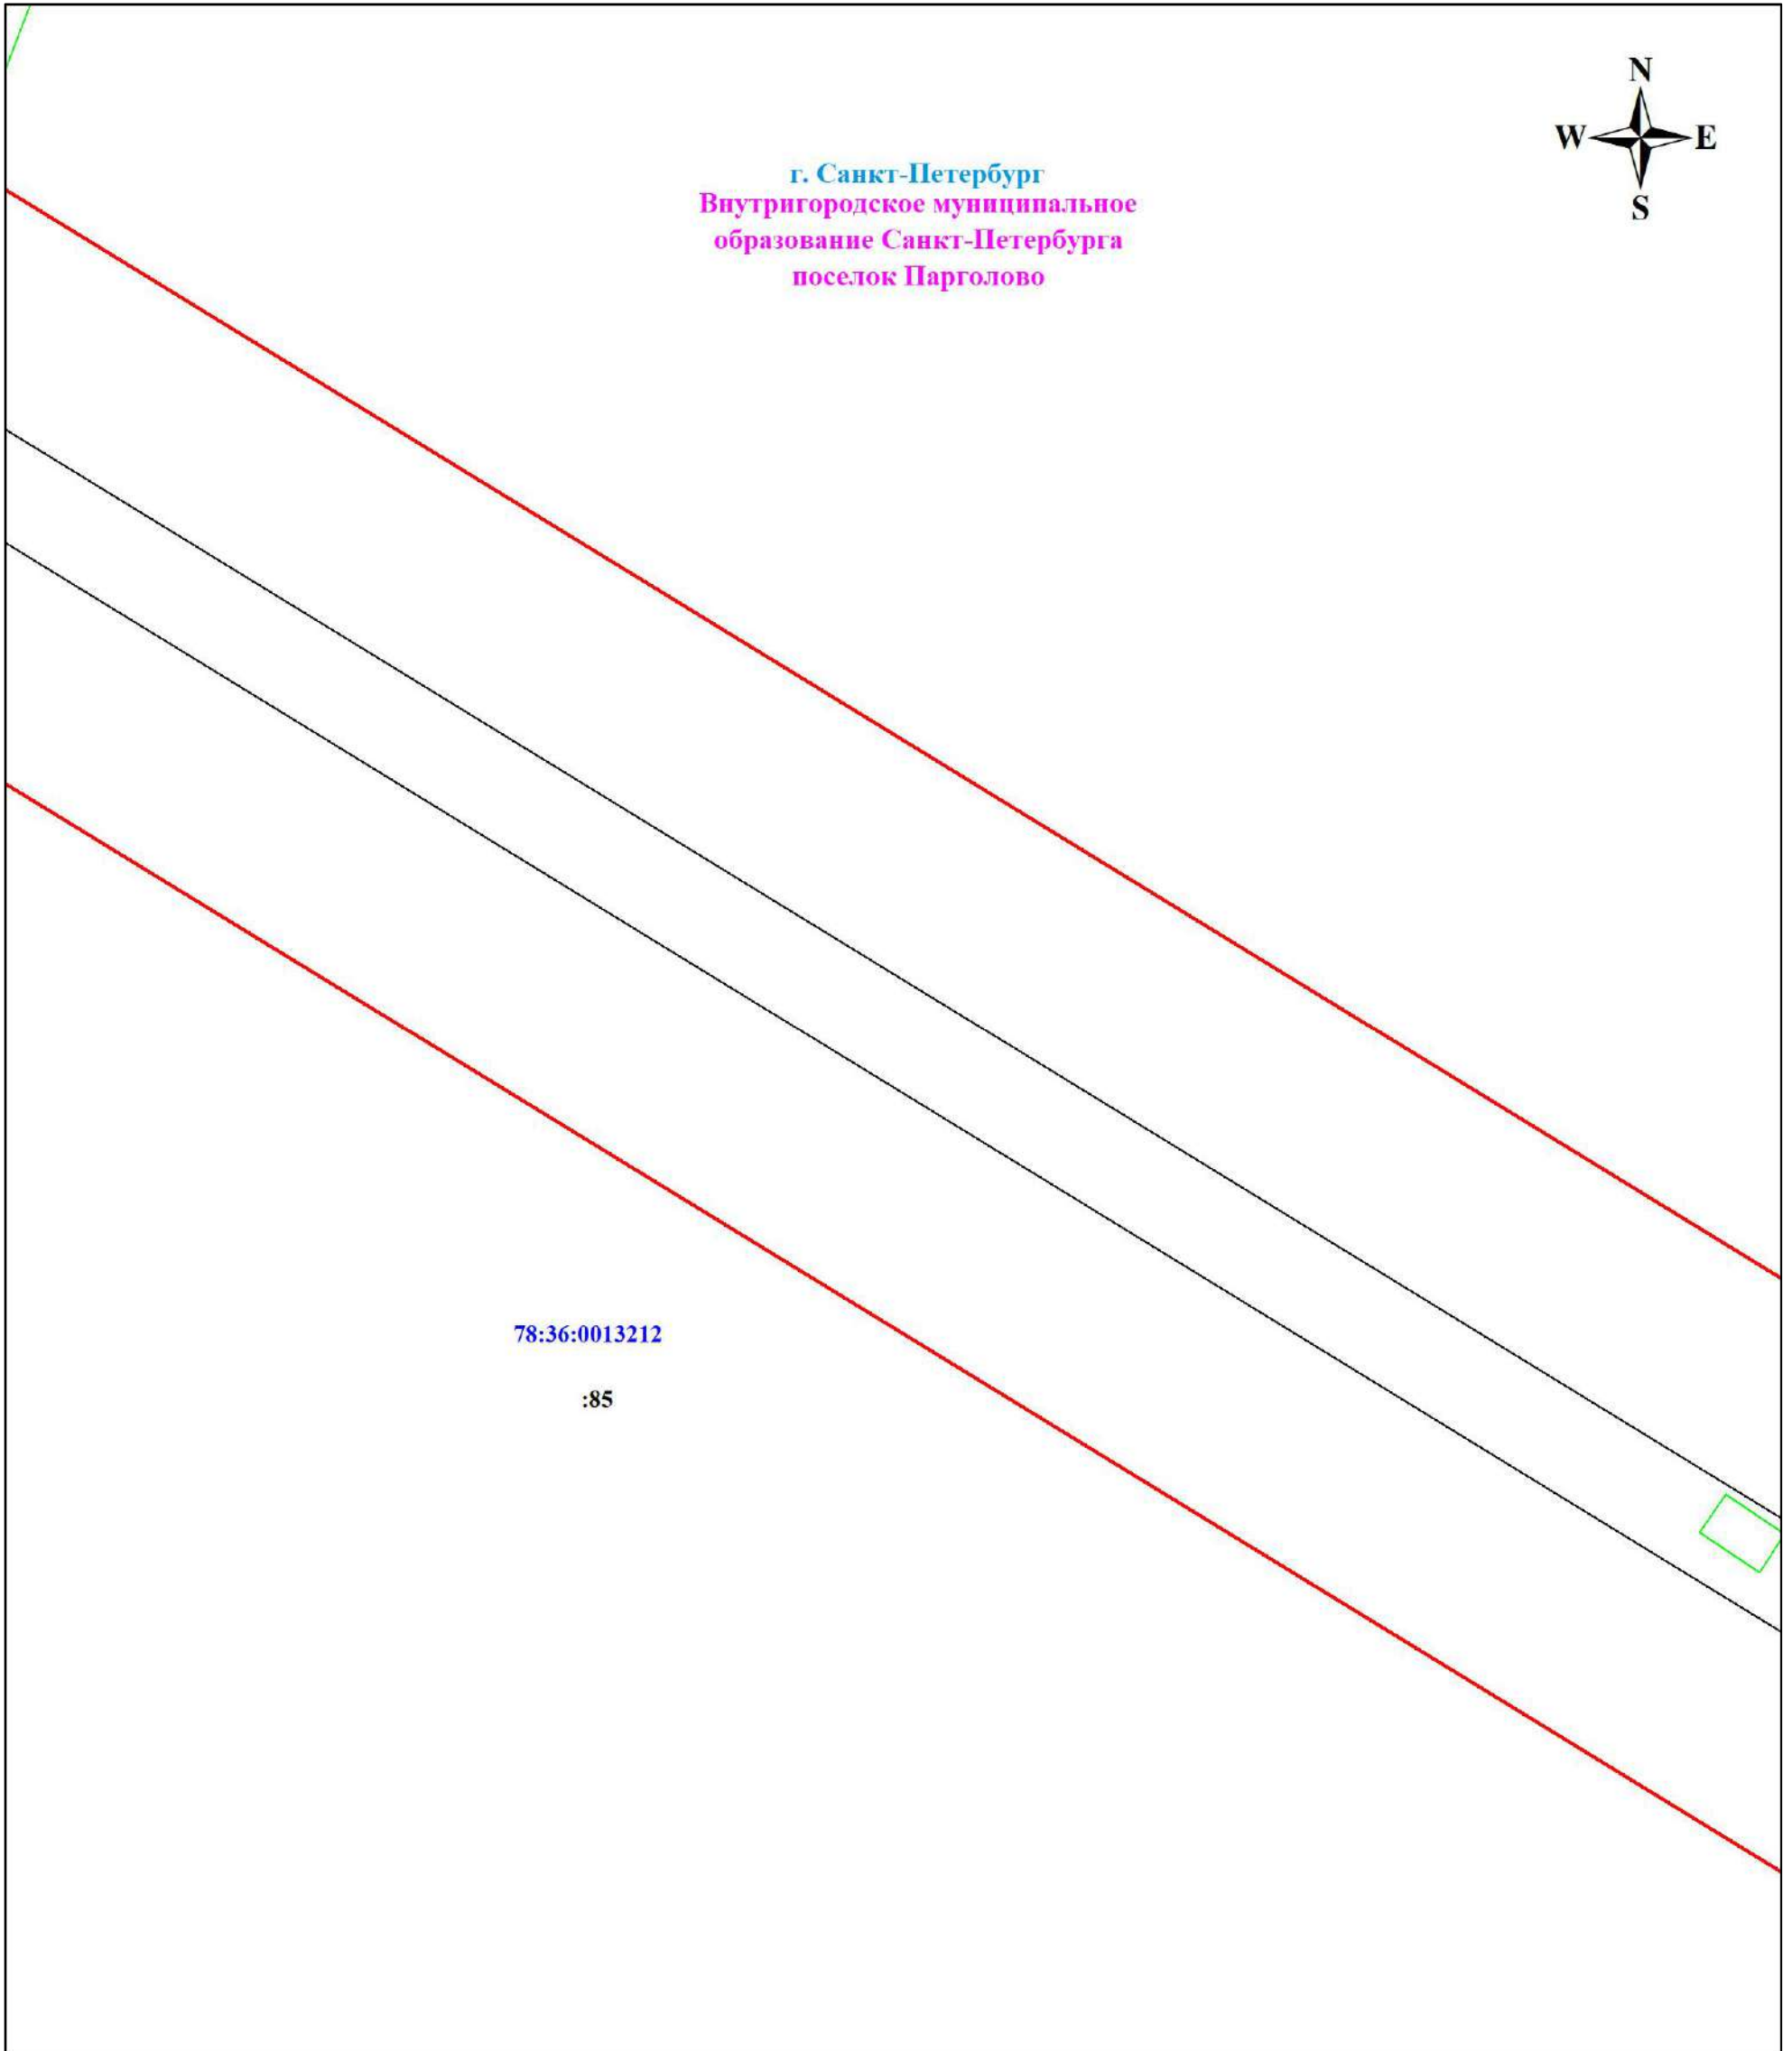 N
W E
S
г. Санкт-Петербург
Внутригородское муниципальное
образование Санкт-Петербурга
поселок Парголово
78:36:0013212
:85